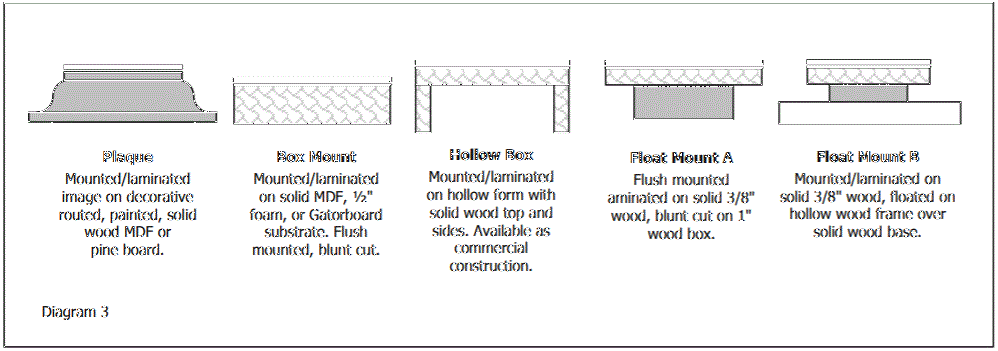 Plaque
Mounted/laminated
image on decorative
routed, painted, solid
wood MDF or
pine board.
Box Mount
Mounted/laminated
on solid MDF, ½"
foam, or Gatorboard
substrate. Flush
mounted, blunt cut.
Hollow Box
Mounted/laminated
on hollow form with
solid wood top and
sides. Available as
commercial
construction.
Float Mount A
Flush mounted
aminated on solid 3/8"
wood, blunt cut on 1"
wood box.
Float Mount B
Mounted/laminated on
solid 3/8" wood, floated on
hollow wood frame over
solid wood base.
Diagram 3